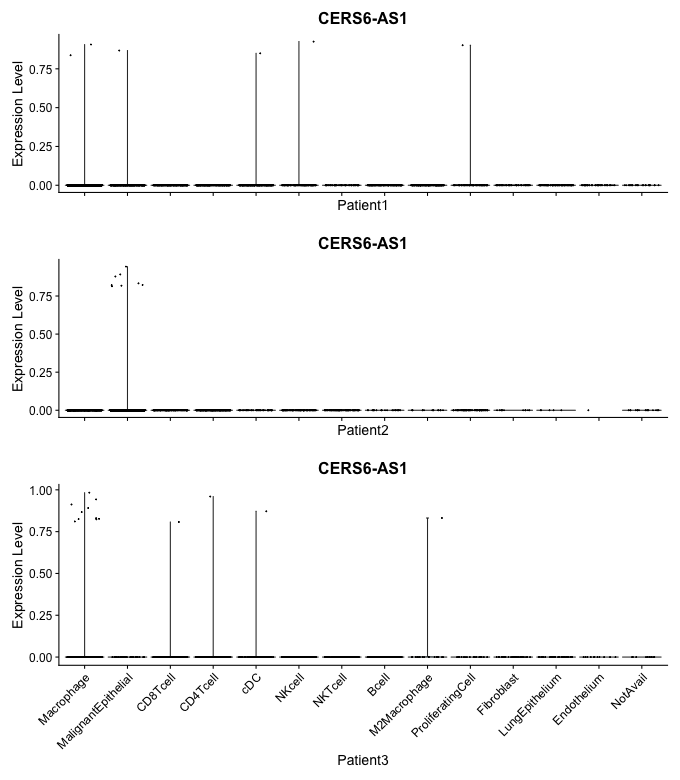 CERS6-AS1
Expression Level
0.75
0.50
0.25
0.00
Patient1
CERS6-AS1
Expression Level
0.75
0.50
0.25
0.00
Patient2
CERS6-AS1
Expression Level
1.00
0.75
0.50
0.25
0.00
Macrophage
MalignantEpithelial
CD8Tcell
CD4Tcell
cDC
NKcell
NKTcell
Bcell
M2Macrophage
ProliferatingCell
Fibroblast
LungEpithelium
Endothelium
NotAvail
Patient3